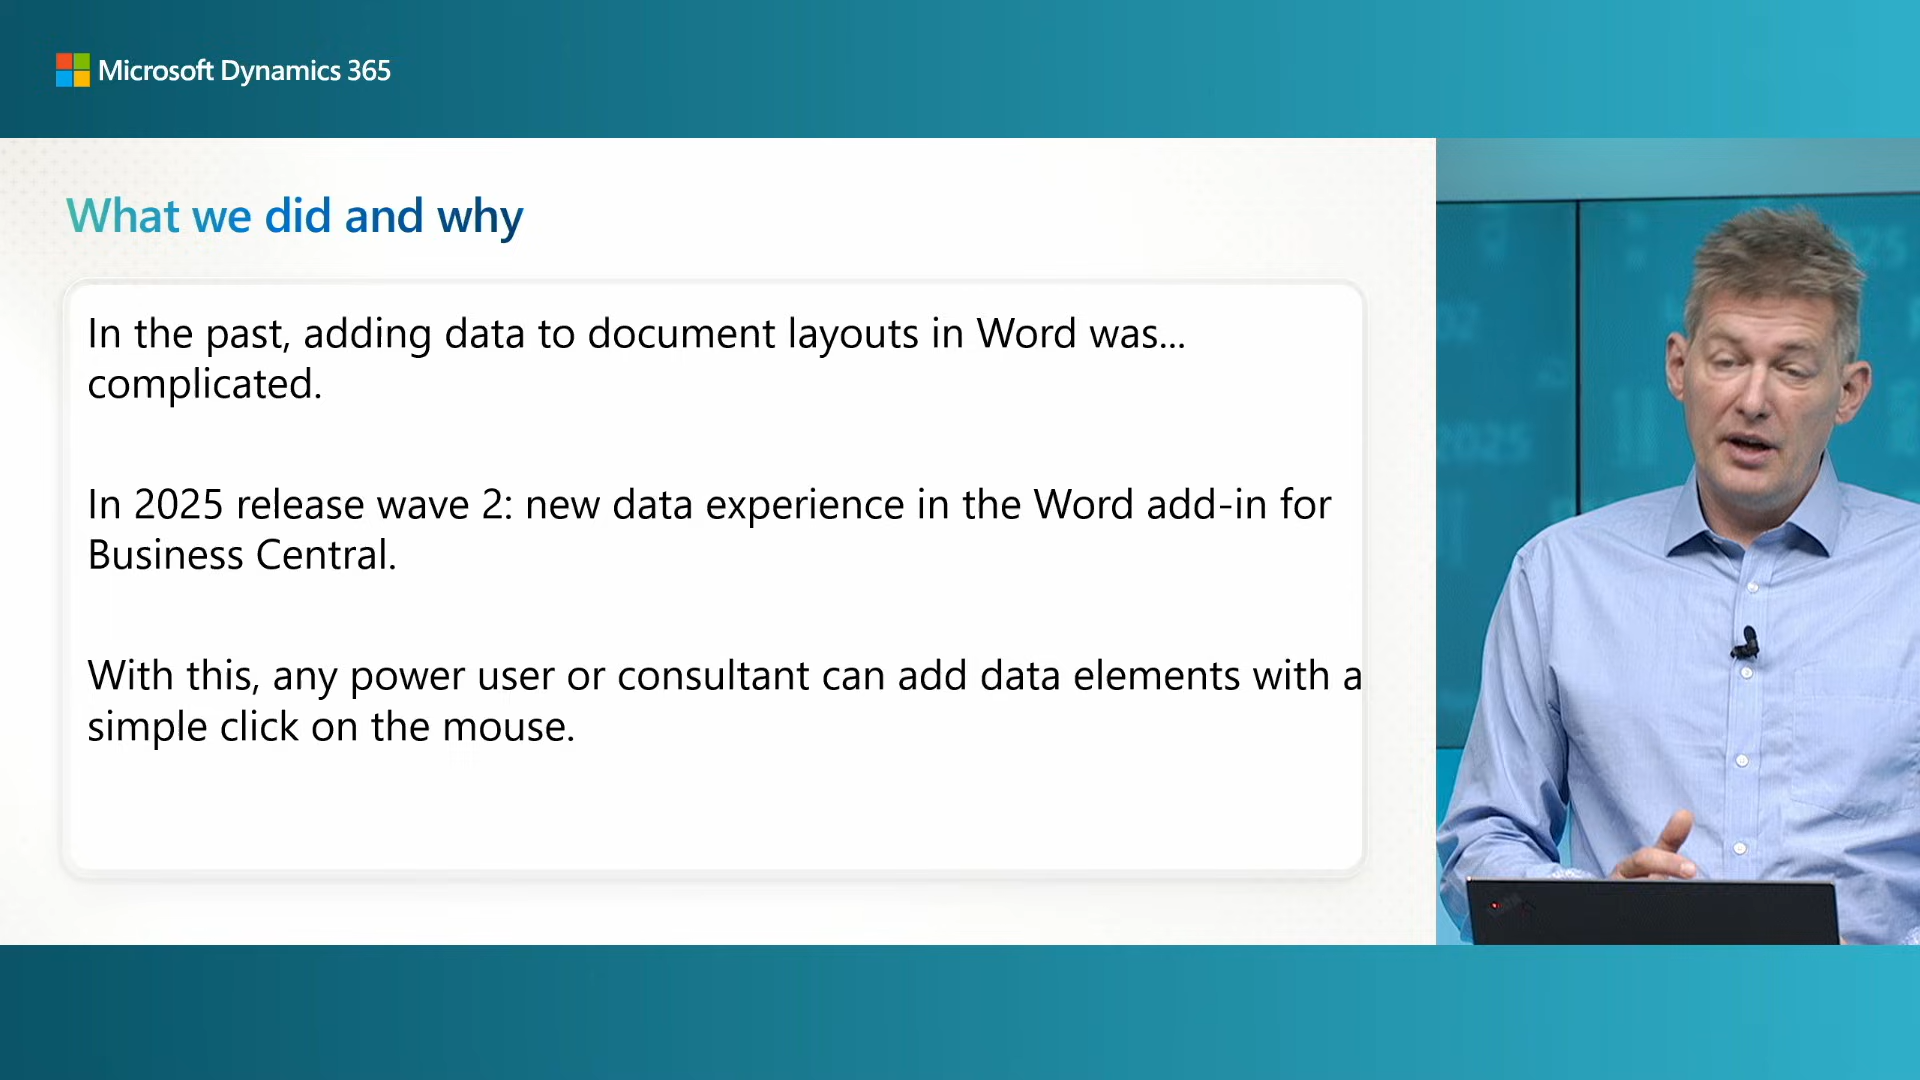 Microsoft Dynamics 365
What we did and why
In the past, adding data to document layouts in Word was...
complicated.
In 2025 release wave 2: new data experience in the Word add-in for
Business Central.
With this, any power user or consultant can add data elements with a
simple click on the mouse.
2025